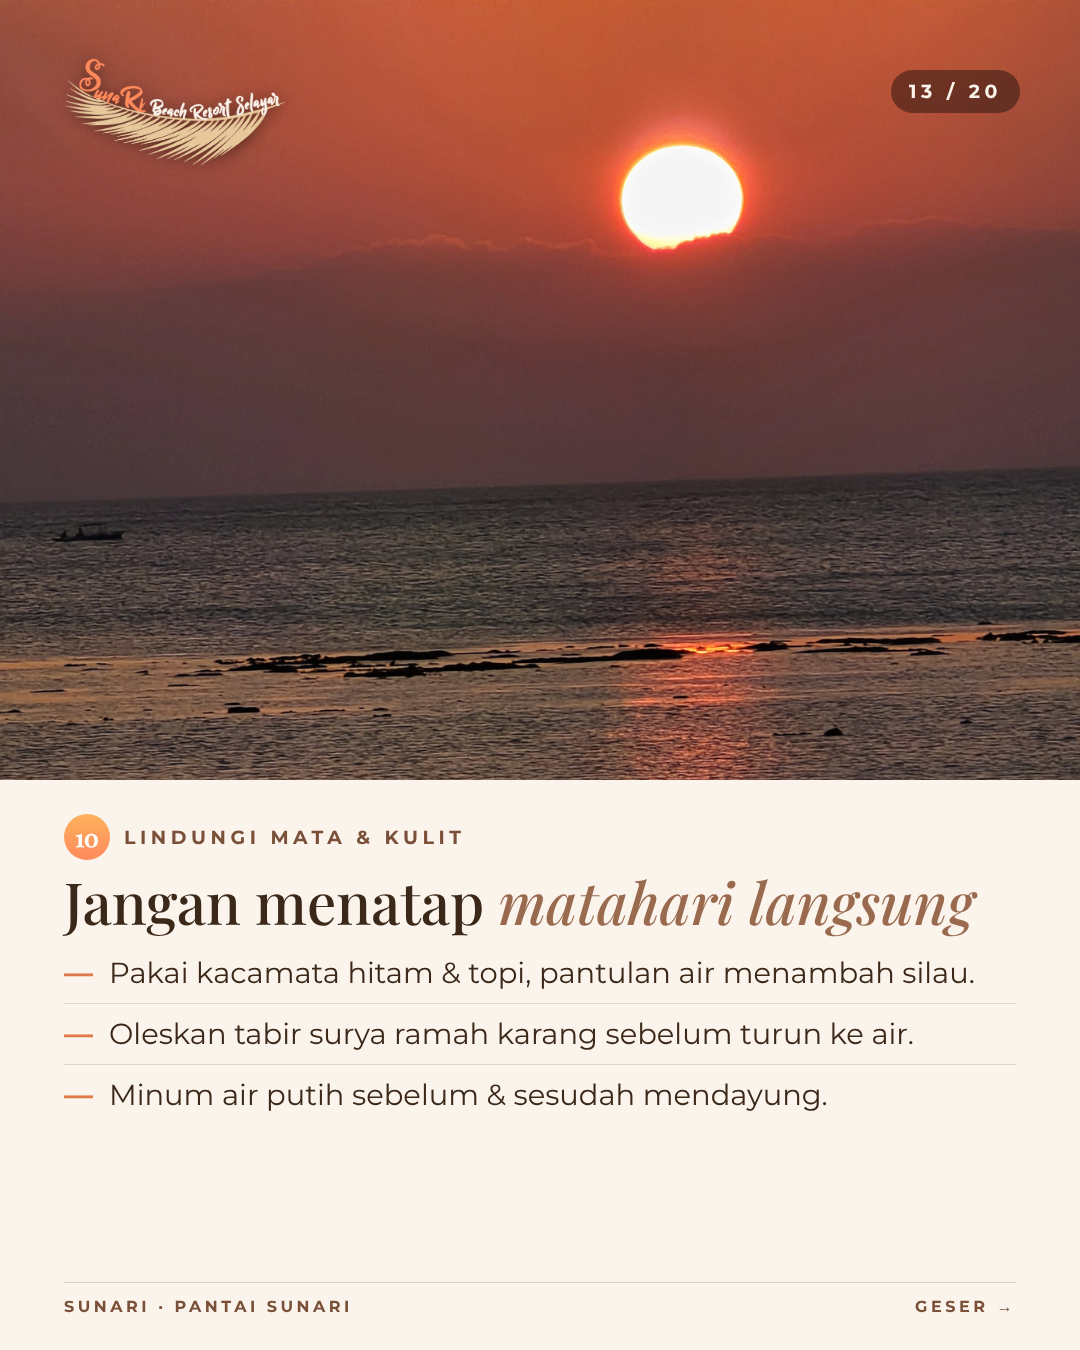 SunaRi Beach Resort Selayar
13 / 20
10 LINDUNGI MATA & KULIT
Jangan menatap matahari langsung
— Pakai kacamata hitam & topi, pantulan air menambah silau.
— Oleskan tabir surya ramah karang sebelum turun ke air.
— Minum air putih sebelum & sesudah mendayung.
SUNARI · PANTAI SUNARI
GESER →